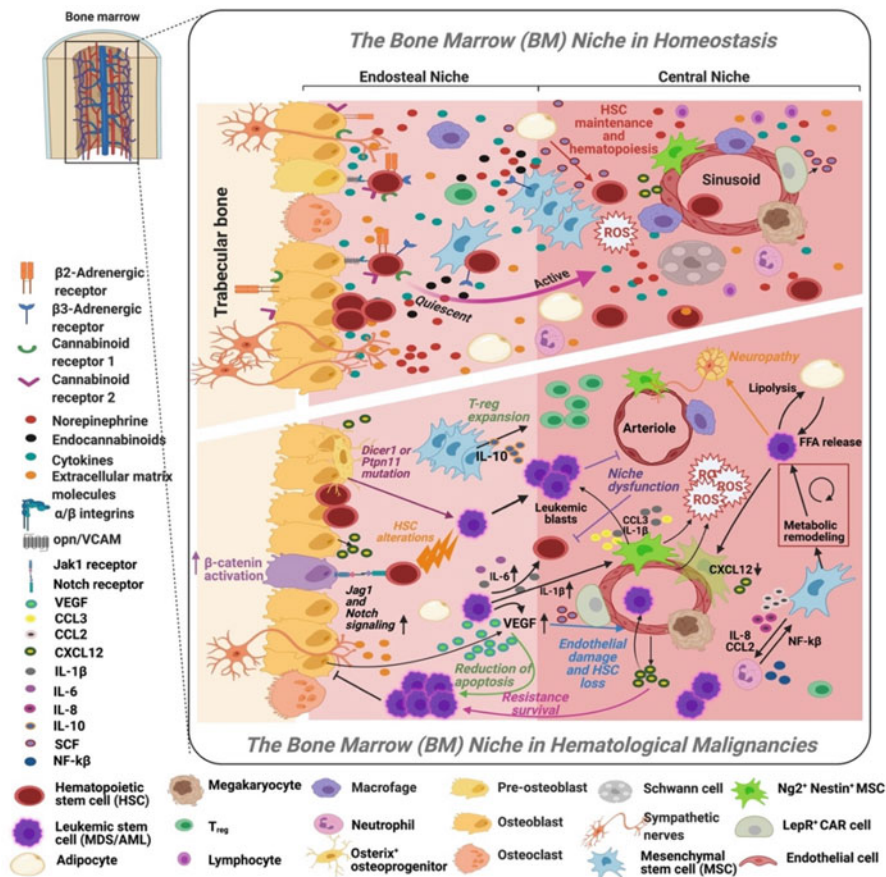 Bone marrow
The Bone Marrow (BM) Niche in Homeostasis
Endosteal Niche
Central Niche
HSC
maintenance and
hematopoiesis
Sinusoid
ROS
Trabecular bone
Active
Quiescent
β2-Adrenergic
receptor
β3-Adrenergic
receptor
Cannabinoid
receptor 1
Cannabinoid
receptor 2
Norepinephrine
Endocannabinoids
Cytokines
Extracellular matrix
molecules
α/β integrins
opn/VCAM
Jak1 receptor
Notch receptor
VEGF
CCL3
CCL2
CXCL12
IL-1β
IL-6
IL-8
IL-10
SCF
NF-kβ
Neuropathy
Lipolysis
FFA release
T-reg
expansion
IL-10
Arteriole
Dicer1 or
Ptpn11
mutation
Leukemic
blasts
Niche
dysfunction
RO
ROS
ROS
HSC
alterations
CCL3
IL-1β
Metabolic
remodeling
β-catenin
activation
IL-6
IL-1β
CXCL12
Jag1 and
Notch
signaling
VEGF
IL-8
CCL2
NF-kβ
Reduction of
apoptosis
Endothelial
damage and HSC
loss
Resistance
survival
The Bone Marrow (BM) Niche in Hematological Malignancies
Hematopoietic
stem cell (HSC)
Megakaryocyte
Macrofage
Pre-osteoblast
Schwann cell
Ng2⁺ Nestin⁺ MSC
Leukemic stem
cell (MDS/AML)
Treg
Neutrophil
Osteoblast
Sympathetic
nerves
LepR⁺ CAR cell
Adipocyte
Lymphocyte
Osterix⁺
osteoprogenitor
Osteoclast
Mesenchymal
stem cell (MSC)
Endothelial cell